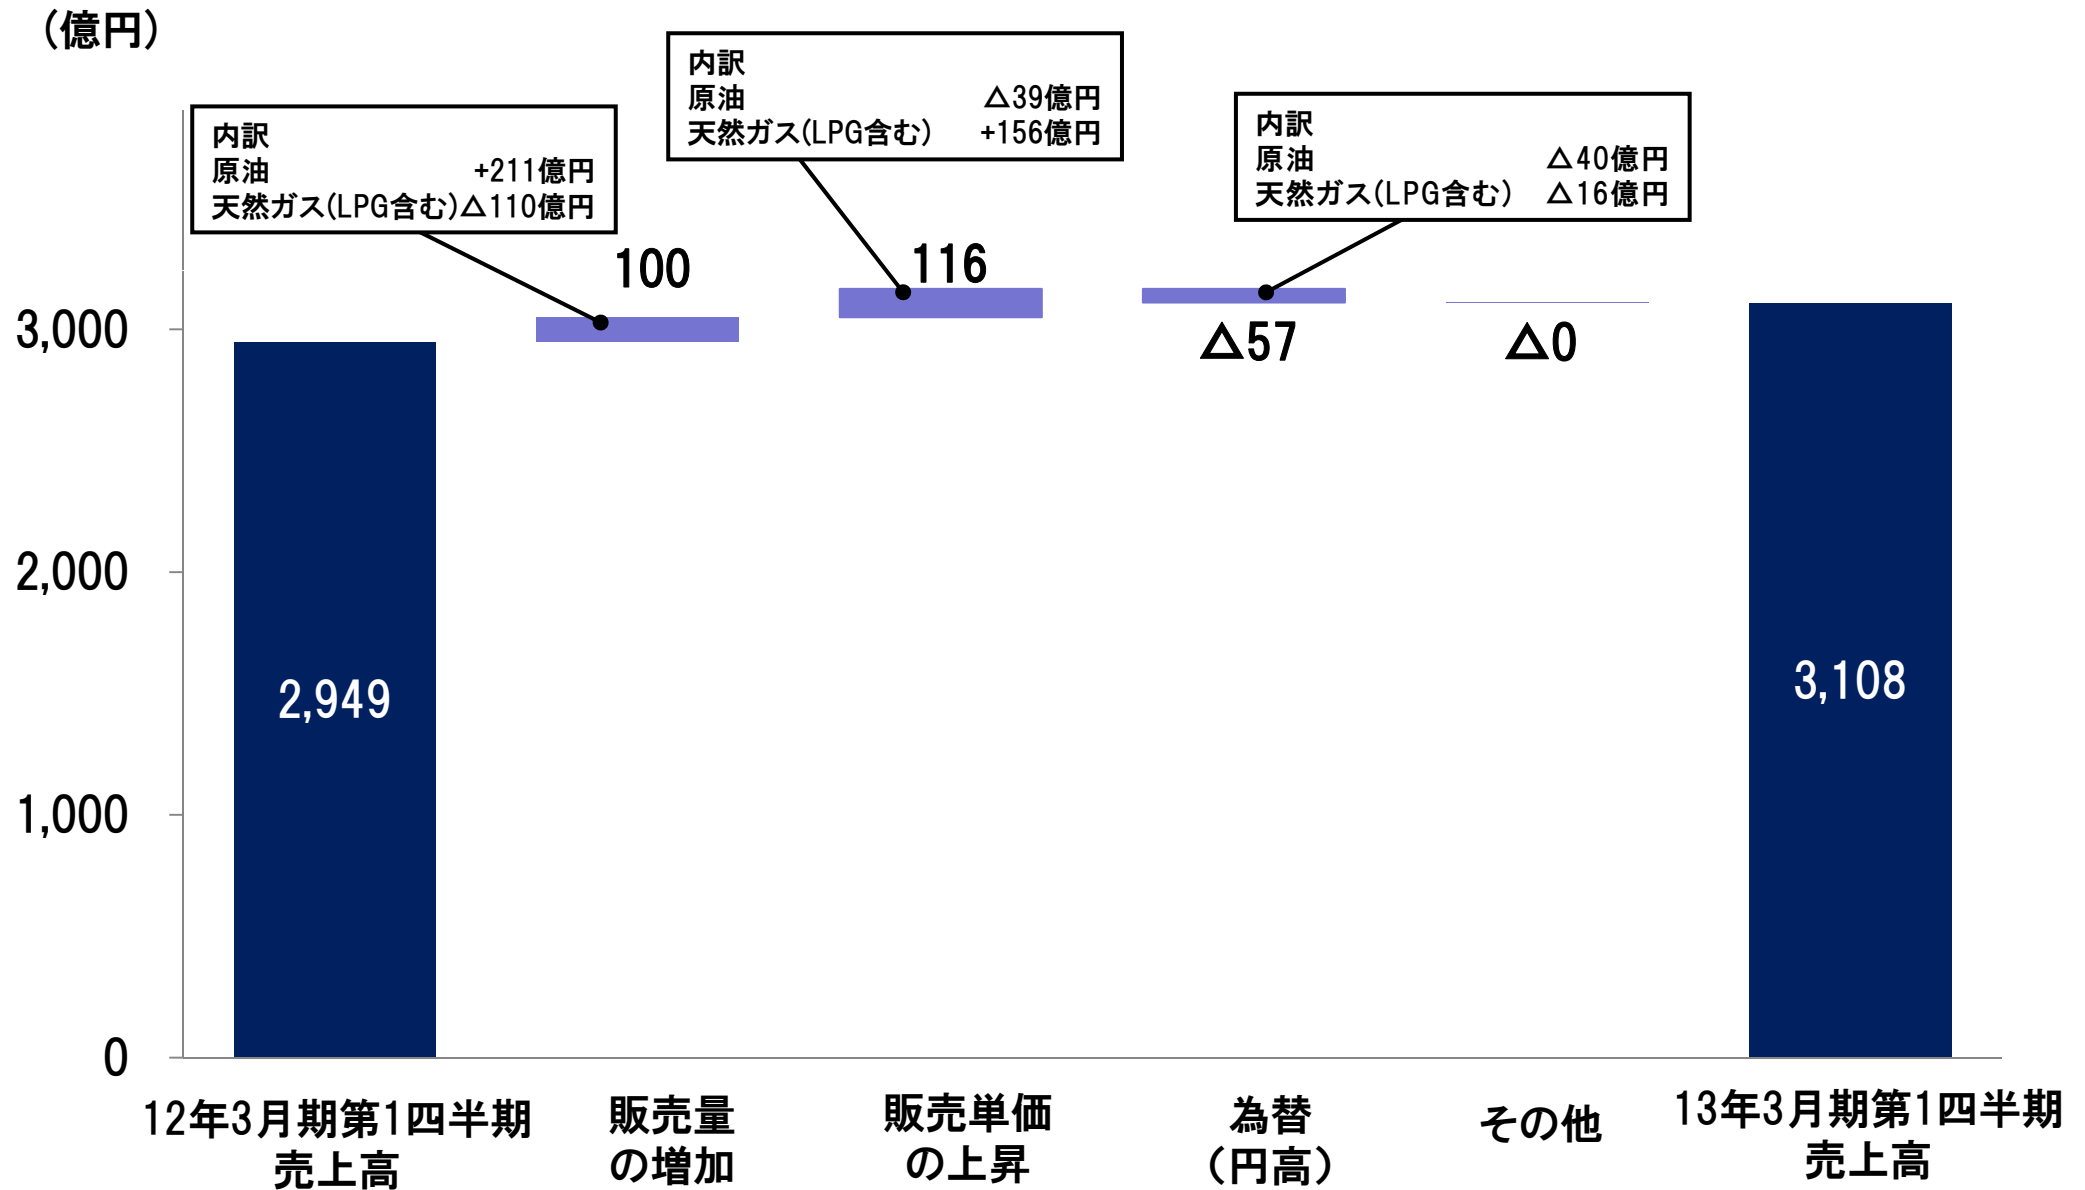 (億円)
内訳
原油 +211億円
天然ガス(LPG含む)△110億円
内訳
原油 △39億円
天然ガス(LPG含む) +156億円
内訳
原油 △40億円
天然ガス(LPG含む) △16億円
100
116
△57
△0
3,000
2,000
1,000
0
2,949
3,108
12年3月期第1四半期
売上高
販売量
の増加
販売単価
の上昇
為替
(円高)
その他
13年3月期第1四半期
売上高